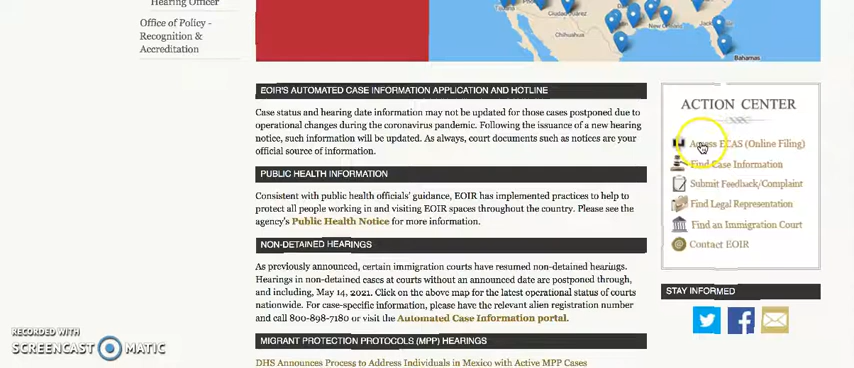 Hearing Officer
Office of Policy -
Recognition &
Accreditation
Ciudad Juárez
Chihuahua
New Orleans
Jack
Bahamas
EOIR'S AUTOMATED CASE INFORMATION APPLICATION AND HOTLINE
Case status and hearing date information may not be updated for those cases postponed due to
operational changes during the coronavirus pandemic. Following the issuance of a new hearing
notice, such information will be updated. As always, court documents such as notices are your
official source of information.
PUBLIC HEALTH INFORMATION
Consistent with public health officials' guidance, EOIR has implemented practices to help to
protect all people working in and visiting EOIR spaces throughout the country. Please see the
agency's Public Health Notice for more information.
NON-DETAINED HEARINGS
As previously announced, certain immigration courts have resumed non-detained hearings.
Hearings in non-detained cases at courts without an announced date are postponed through,
and including, May 14, 2021. Click on the above map for the latest operational status of courts
nationwide. For case-specific information, please have the relevant alien registration number
and call 800-898-7180 or visit the Automated Case Information portal.
MIGRANT PROTECTION PROTOCOLS (MPP) HEARINGS
DHS Announces Process to Address Individuals in Mexico with Active MPP Cases
ACTION CENTER
Access ECAS (Online Filing)
Find Case Information
Submit Feedback/Complaint
Find Legal Representation
Find an Immigration Court
Contact EOIR
STAY INFORMED
RECORDED WITH
SCREENCAST MATIC